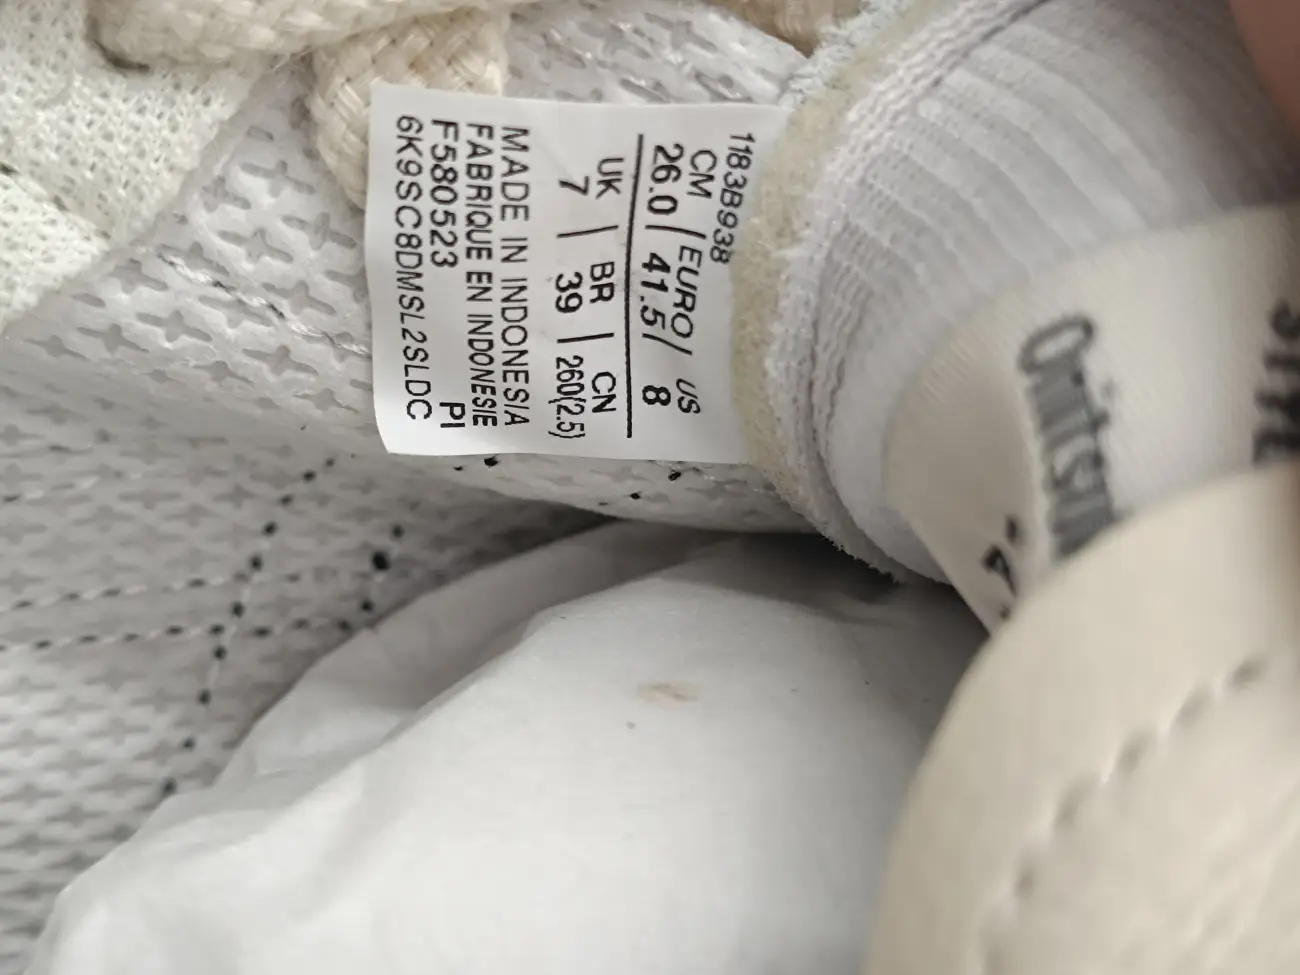 1183B938
CM | EURO / US
26.0 | 41.5 / 8
UK | BR | CN
7 | 39 | 260(2.5)
MADE IN INDONESIA
FABRIQUE EN INDONESIE
F580523 PI
6K9SC8DMSL2SLDC